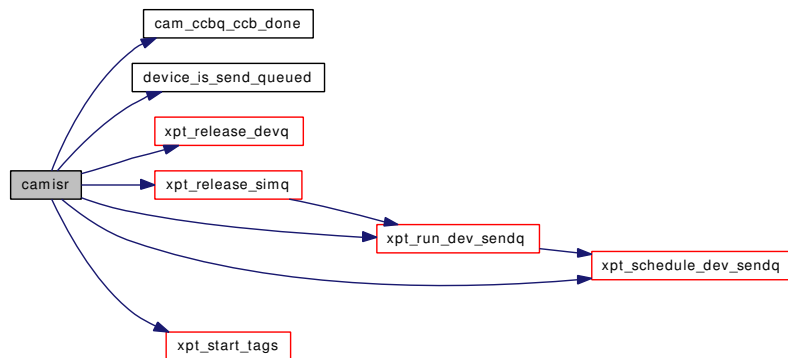 cam_ccbq_ccb_done
device_is_send_queued
xpt_release_devq
camisr
xpt_release_simq
xpt_run_dev_sendq
xpt_schedule_dev_sendq
xpt_start_tags